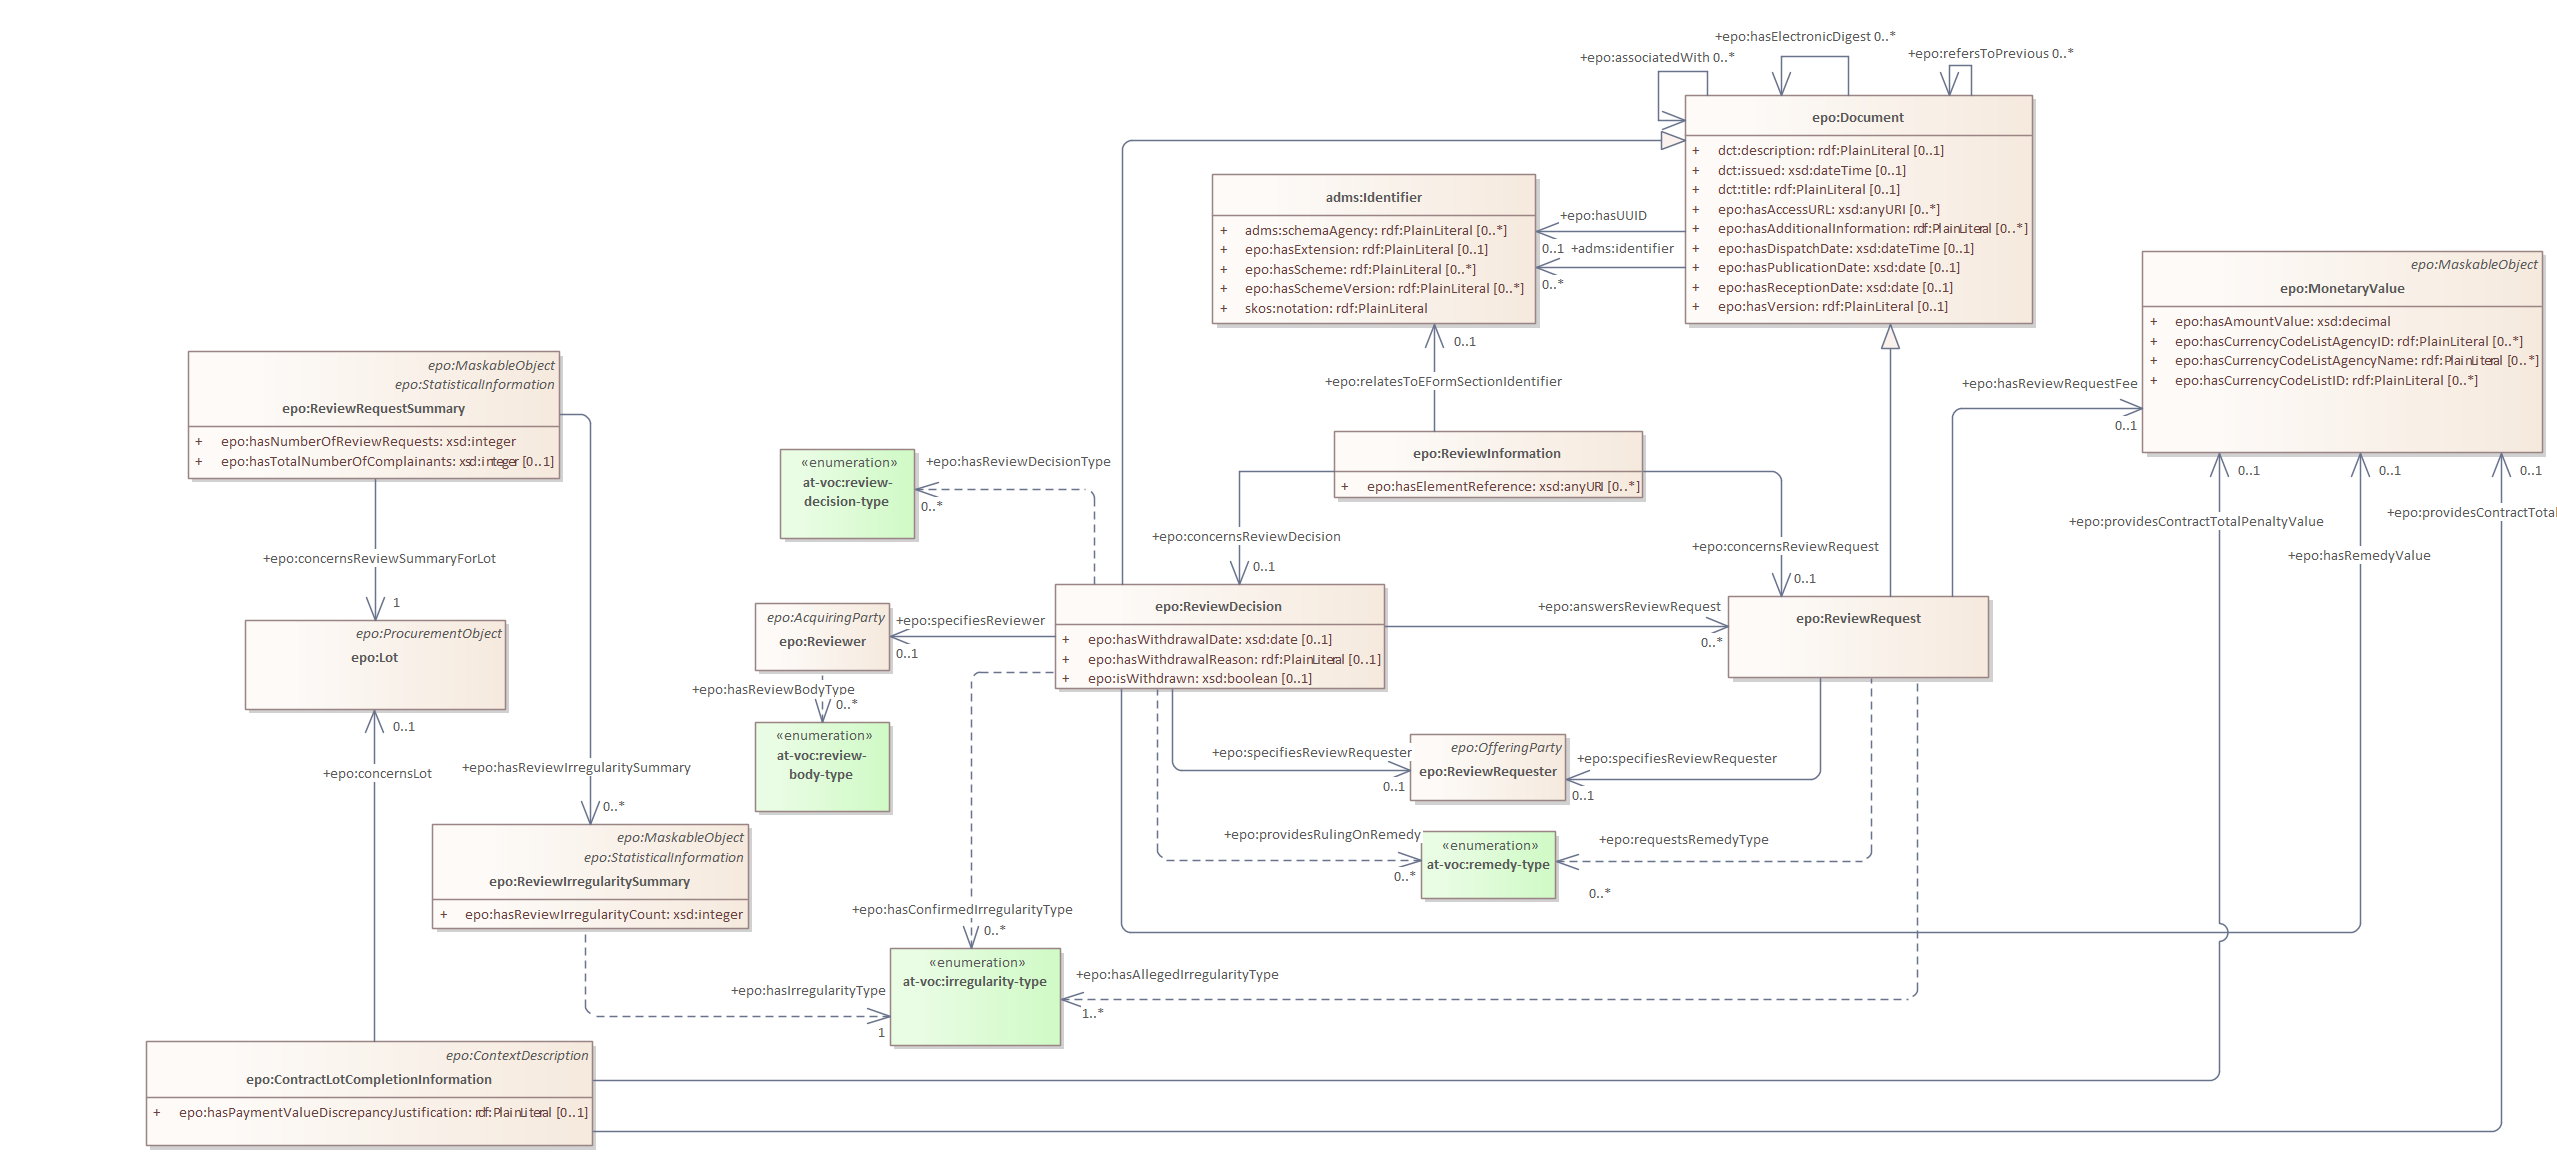 +epo:hasElectronicDigest 0..*
+epo:associatedWith 0..*
+epo:refersToPrevious 0..*
epo:Document
+ dct:description: rdf:PlainLiteral [0..1]
+ dct:issued: xsd:dateTime [0..1]
+ dct:title: rdf:PlainLiteral [0..1]
+ epo:hasAccessURL: xsd:anyURI [0..*]
+ epo:hasAdditionalInformation: rdf:PlainLiteral [0..*]
+ epo:hasDispatchDate: xsd:dateTime [0..1]
+ epo:hasPublicationDate: xsd:date [0..1]
+ epo:hasReceptionDate: xsd:date [0..1]
+ epo:hasVersion: rdf:PlainLiteral [0..1]
adms:Identifier
+ adms:schemaAgency: rdf:PlainLiteral [0..*]
+ epo:hasExtension: rdf:PlainLiteral [0..1]
+ epo:hasScheme: rdf:PlainLiteral [0..*]
+ epo:hasSchemeVersion: rdf:PlainLiteral [0..*]
+ skos:notation: rdf:PlainLiteral
+epo:hasUUID
0..1
+adms:identifier
0..*
epo:MaskableObject
epo:MonetaryValue
+ epo:hasAmountValue: xsd:decimal
+ epo:hasCurrencyCodeListAgencyID: rdf:PlainLiteral [0..*]
+ epo:hasCurrencyCodeListAgencyName: rdf:PlainLiteral [0..*]
+ epo:hasCurrencyCodeListID: rdf:PlainLiteral [0..*]
0..1
+epo:relatesToEFormSectionIdentifier
+epo:hasReviewRequestFee
0..1
epo:MaskableObject
epo:StatisticalInformation
epo:ReviewRequestSummary
+ epo:hasNumberOfReviewRequests: xsd:integer
+ epo:hasTotalNumberOfComplainants: xsd:integer [0..1]
«enumeration»
at-voc:review-
decision-type
+epo:hasReviewDecisionType
0..*
epo:ReviewInformation
+ epo:hasElementReference: xsd:anyURI [0..*]
0..1
0..1
0..1
+epo:providesContractTotalPenaltyValue
+epo:providesContractTotal
+epo:hasRemedyValue
+epo:concernsReviewDecision
0..1
+epo:concernsReviewRequest
0..1
+epo:concernsReviewSummaryForLot
1
epo:ProcurementObject
epo:Lot
0..1
+epo:concernsLot
epo:AcquiringParty
epo:Reviewer
+epo:specifiesReviewer
0..1
+epo:hasReviewBodyType
0..*
«enumeration»
at-voc:review-
body-type
epo:ReviewDecision
+ epo:hasWithdrawalDate: xsd:date [0..1]
+ epo:hasWithdrawalReason: rdf:PlainLiteral [0..1]
+ epo:isWithdrawn: xsd:boolean [0..1]
+epo:answersReviewRequest
0..*
epo:ReviewRequest
+epo:specifiesReviewRequester
0..1
epo:OfferingParty
epo:ReviewRequester
+epo:specifiesReviewRequester
0..1
+epo:hasReviewIrregularitySummary
0..*
epo:MaskableObject
epo:StatisticalInformation
epo:ReviewIrregularitySummary
+ epo:hasReviewIrregularityCount: xsd:integer
+epo:providesRulingOnRemedy
0..*
«enumeration»
at-voc:remedy-type
+epo:requestsRemedyType
0..*
+epo:hasConfirmedIrregularityType
0..*
«enumeration»
at-voc:irregularity-type
+epo:hasIrregularityType
1
+epo:hasAllegedIrregularityType
1..*
epo:ContextDescription
epo:ContractLotCompletionInformation
+ epo:hasPaymentValueDiscrepancyJustification: rdf:PlainLiteral [0..1]